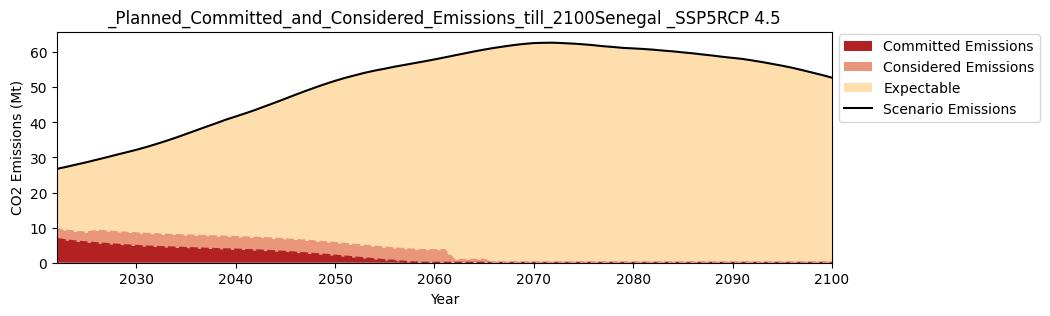 _Planned_Committed_and_Considered_Emissions_till_2100Senegal _SSP5RCP 4.5
Committed Emissions
Considered Emissions
Expectable
Scenario Emissions
CO2 Emissions (Mt)
60
50
40
30
20
10
0
2030 2040 2050 2060 2070 2080 2090 2100
Year